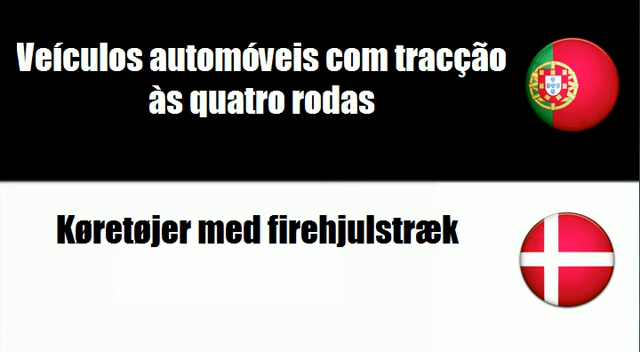 Veículos automóveis com tracção
às quatro rodas
Køretøjer med firehjulstræk